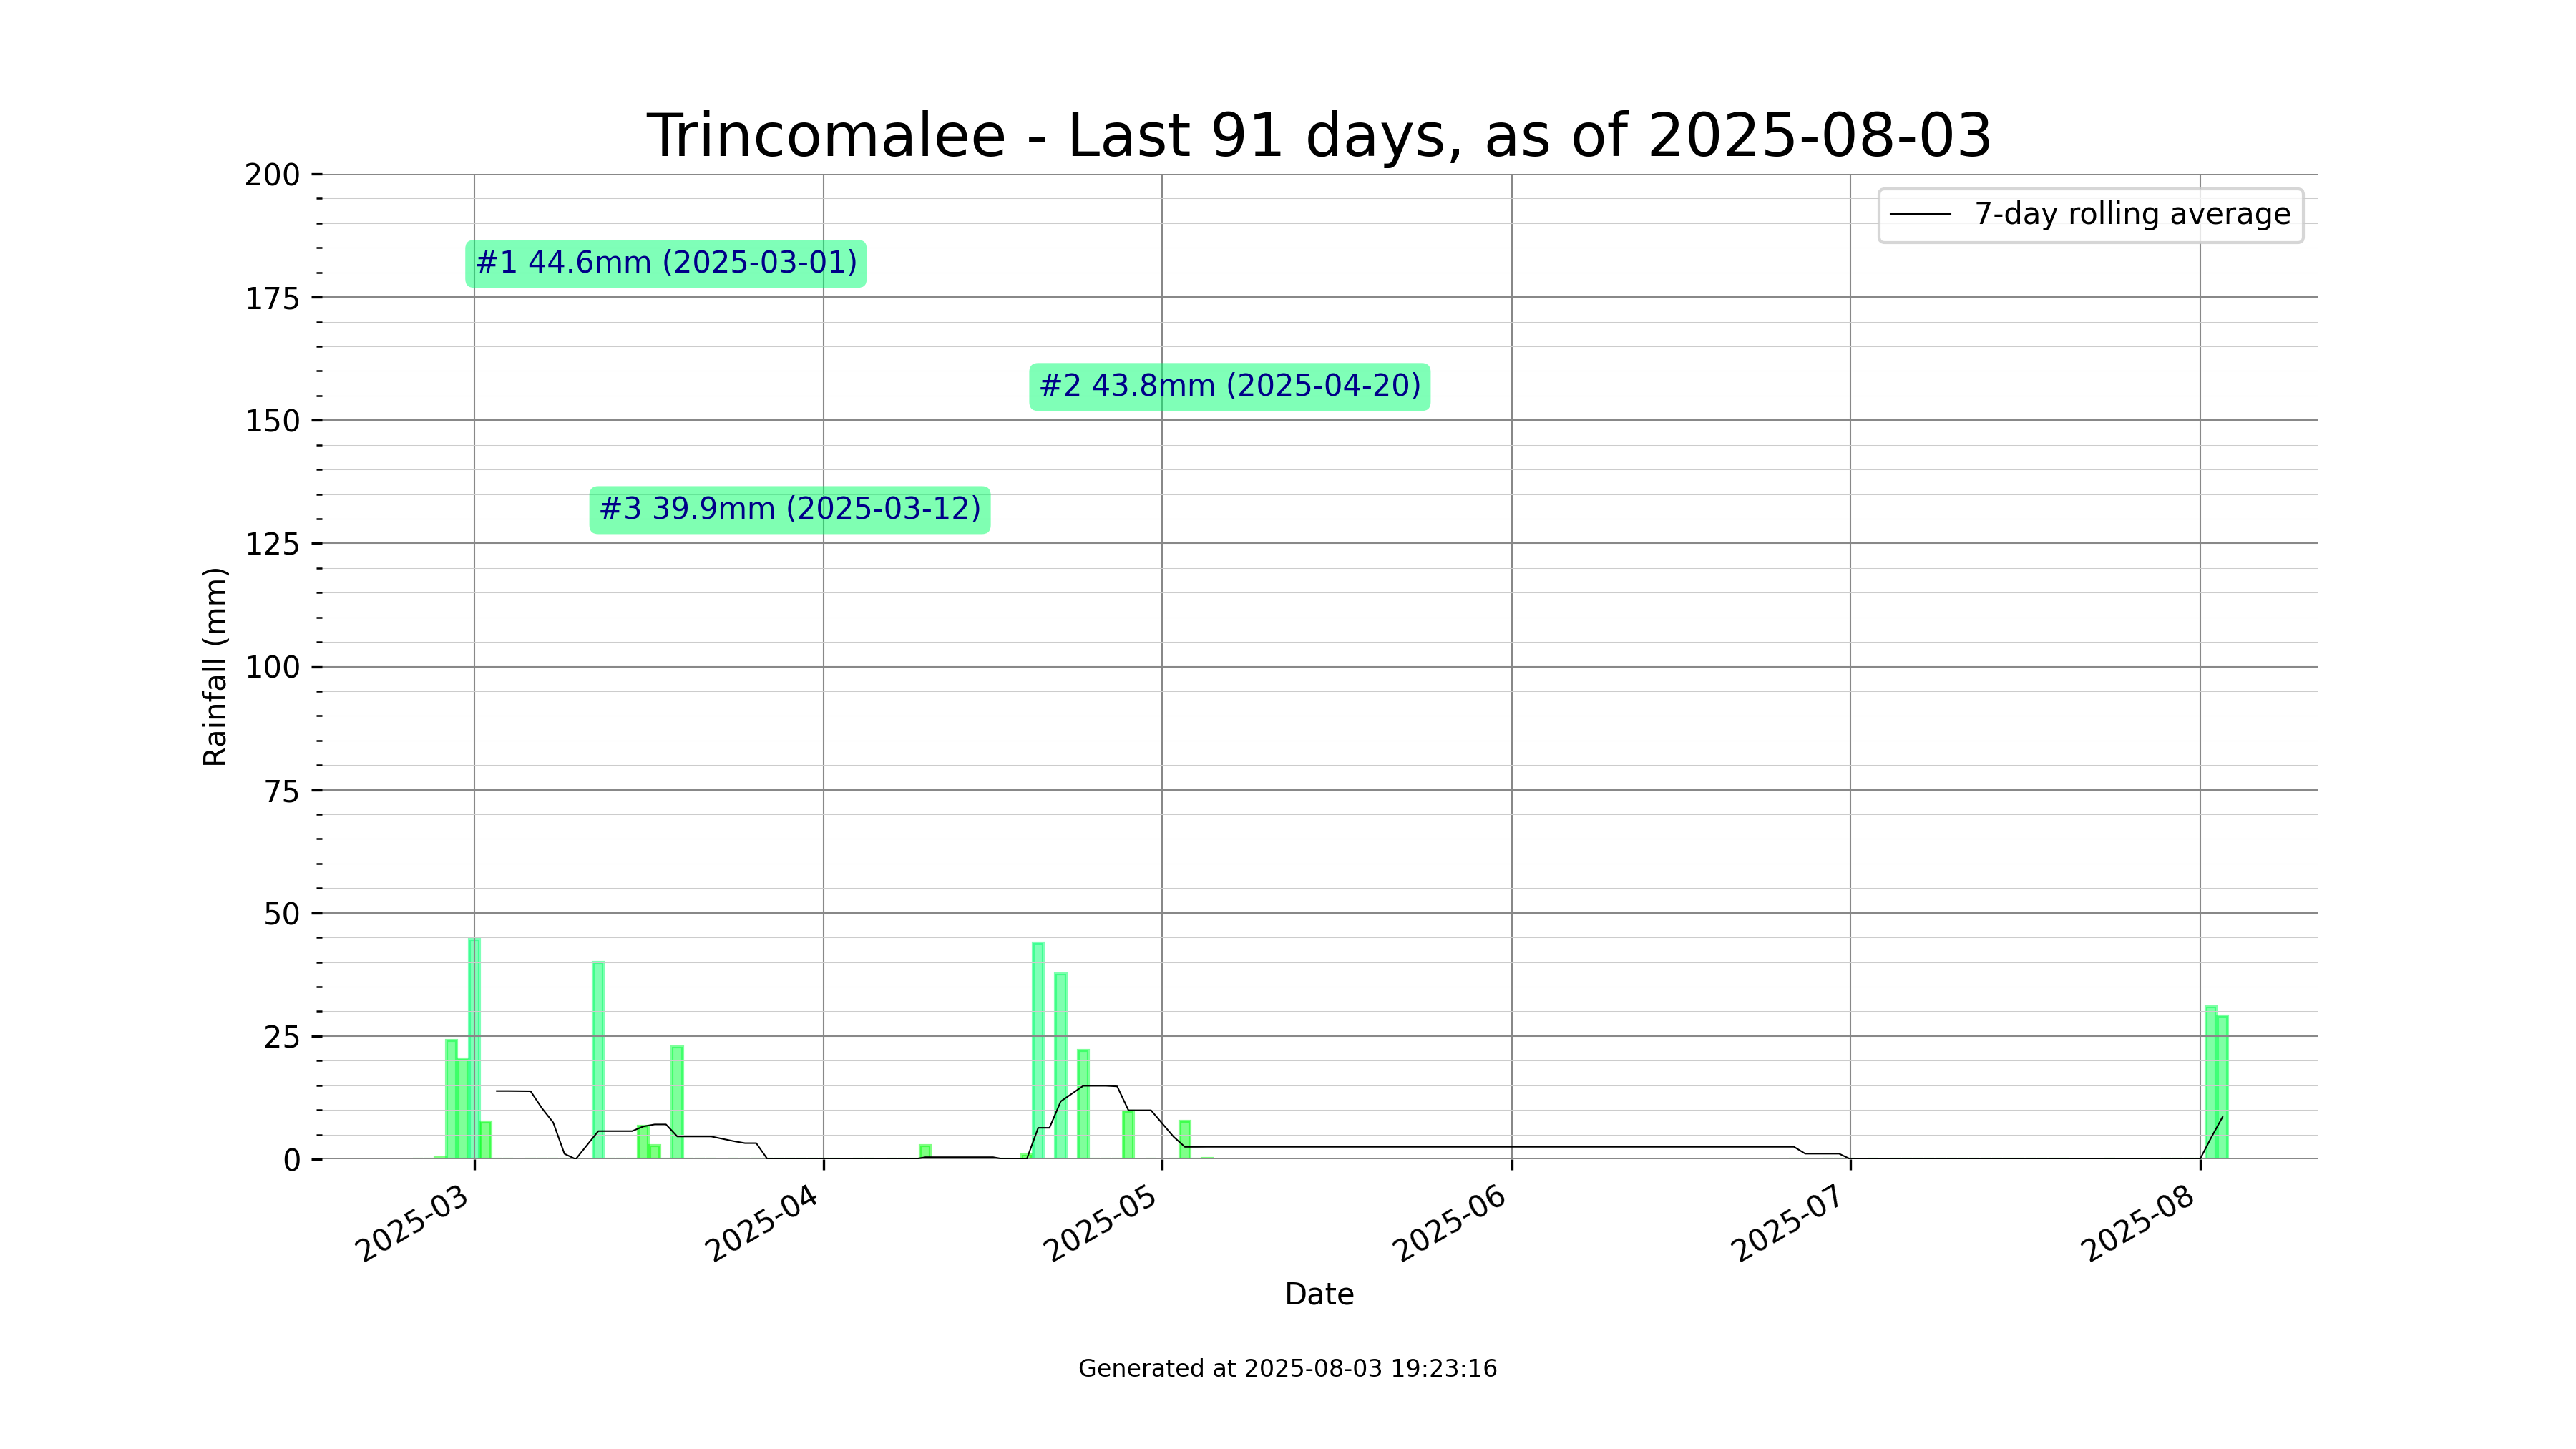 Trincomalee - Last 91 days, as of 2025-08-03
200
175
150
125
100
75
50
25
0
Rainfall (mm)
7-day rolling average
#1 44.6mm (2025-03-01)
#2 43.8mm (2025-04-20)
#3 39.9mm (2025-03-12)
2025-03
2025-04
2025-05
2025-06
2025-07
2025-08
Date
Generated at 2025-08-03 19:23:16